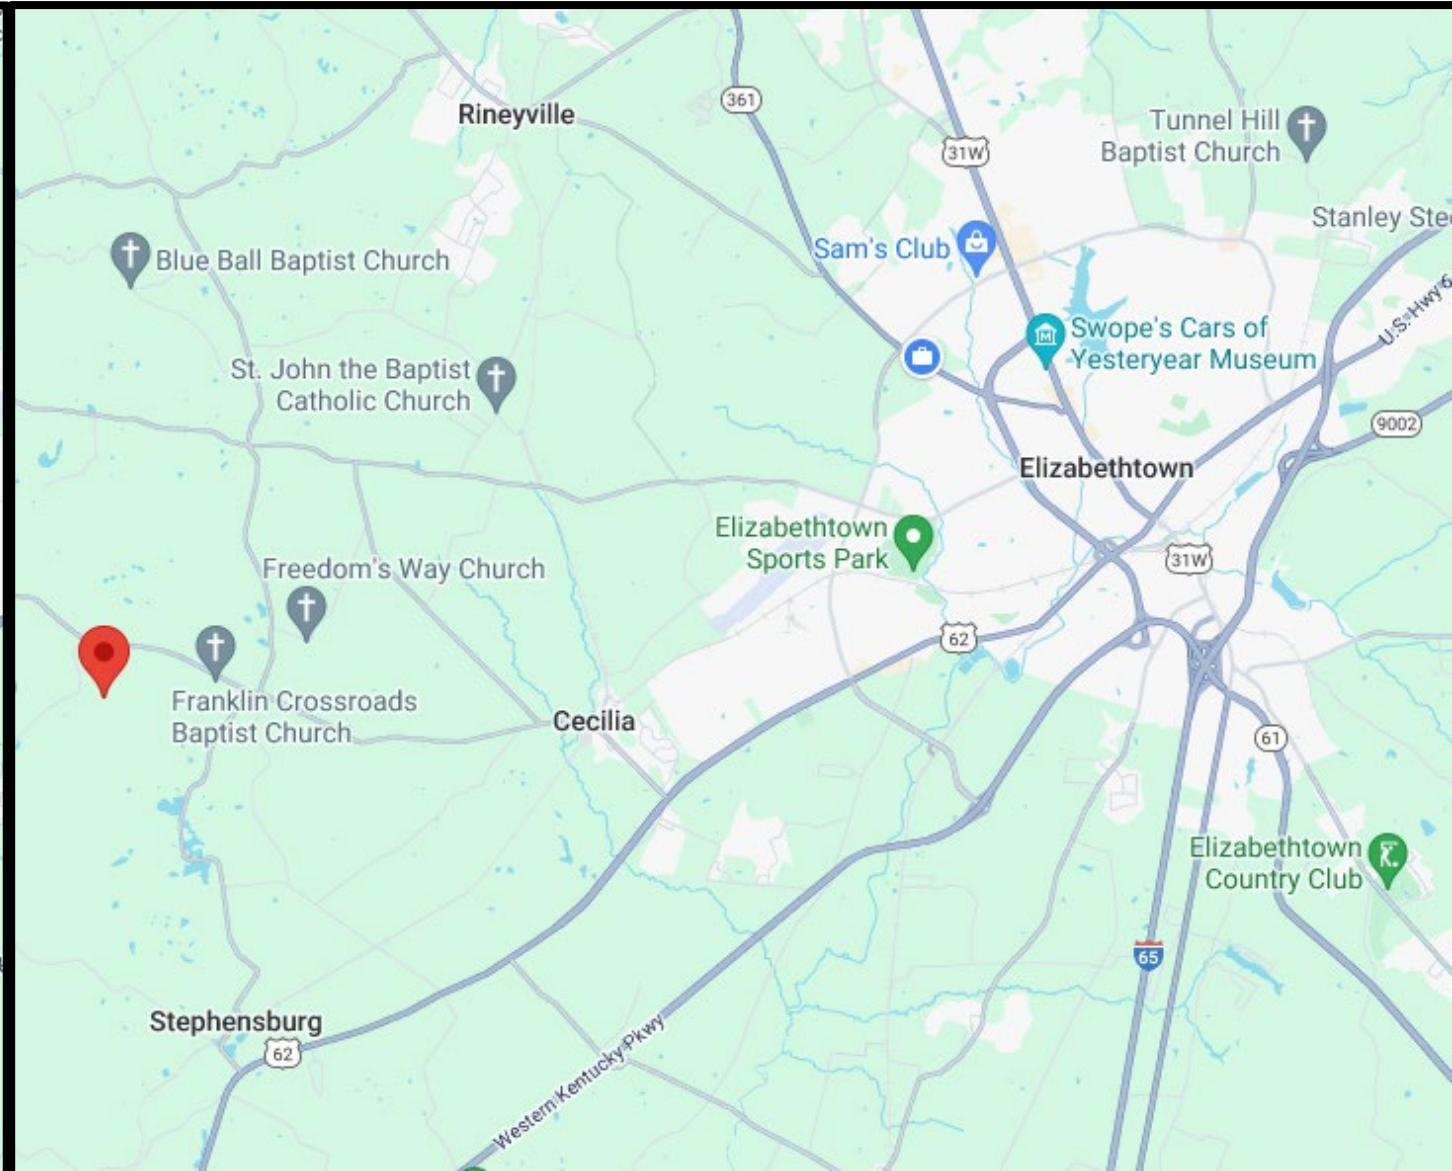 361
Rineyville
Tunnel Hill
Baptist Church
31W
Stanley Ste
Sam's Club
Blue Ball Baptist Church
U.S. Hwy 6
Swope's Cars of
Yesteryear Museum
St. John the Baptist
Catholic Church
9002
Elizabethtown
Elizabethtown
Sports Park
31W
Freedom's Way Church
62
Franklin Crossroads
Baptist Church
Cecilia
61
Elizabethtown
Country Club
65
Stephensburg
62
Western Kentucky Pkwy